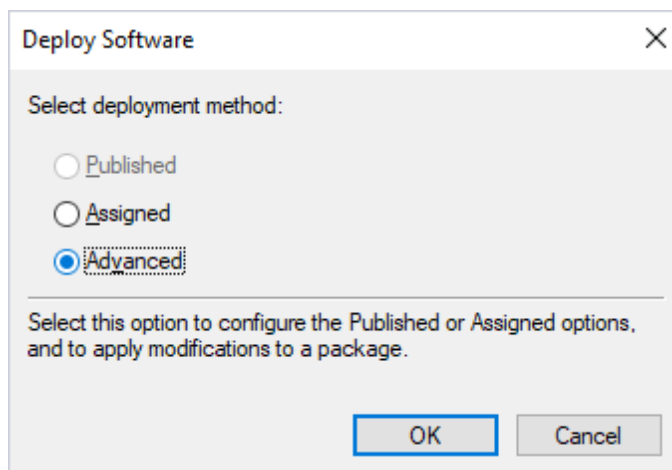 Deploy Software
Select deployment method:
Published
Assigned
Advanced
Select this option to configure the Published or Assigned options,
and to apply modifications to a package.
OK
Cancel